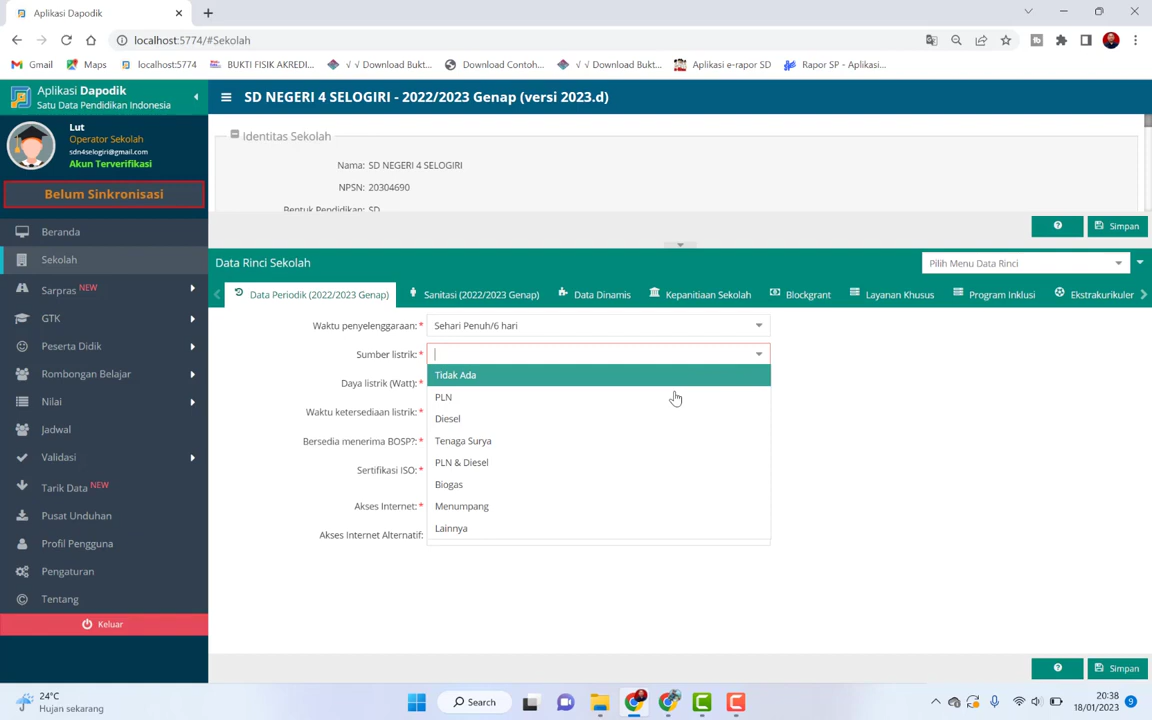 Aplikasi Dapodik
localhost:5774/#Sekolah
Gmail
Maps
localhost:5774
BUKTI FISIK AKREDI...
√ √ Download Bukt...
Download Contoh...
√ √ Download Bukt...
Aplikasi e-rapor SD
Rapor SP - Aplikasi...
Aplikasi Dapodik
Satu Data Pendidikan Indonesia
SD NEGERI 4 SELOGIRI - 2022/2023 Genap (versi 2023.d)
Lut
Operator Sekolah
sdn4selogiri@gmail.com
Akun Terverifikasi
Belum Sinkronisasi
Beranda
Sekolah
Sarpras NEW
GTK
Peserta Didik
Rombongan Belajar
Nilai
Jadwal
Validasi
Tarik Data NEW
Pusat Unduhan
Profil Pengguna
Pengaturan
Tentang
Keluar
Identitas Sekolah
Nama: SD NEGERI 4 SELOGIRI
NPSN: 20304690
Bentuk Pendidikan: SD
Simpan
Data Rinci Sekolah
Pilih Menu Data Rinci
Data Periodik (2022/2023 Genap)
Sanitasi (2022/2023 Genap)
Data Dinamis
Kepanitiaan Sekolah
Blockgrant
Layanan Khusus
Program Inklusi
Ekstrakurikuler
Waktu penyelenggaraan:* Sehari Penuh/6 hari
Sumber listrik:*
Daya listrik (Watt):*
Waktu ketersediaan listrik:*
Bersedia menerima BOSP?:*
Sertifikasi ISO:*
Akses Internet:*
Akses Internet Alternatif:
Tidak Ada
PLN
Diesel
Tenaga Surya
PLN & Diesel
Biogas
Menumpang
Lainnya
Simpan
24°C
Hujan sekarang
Search
20:38
18/01/2023
9